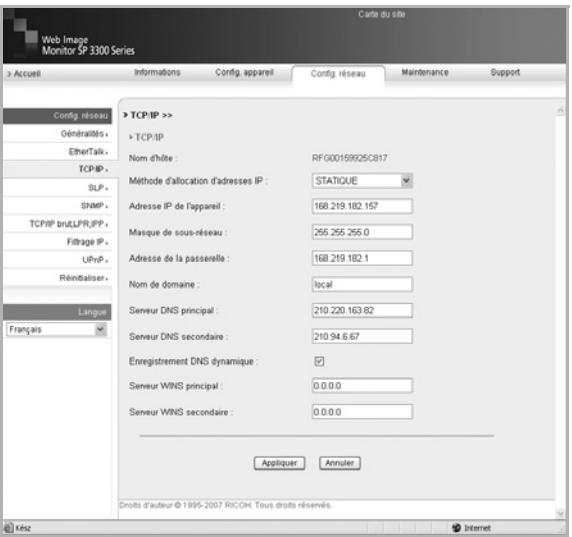 Carte du site
Web Image
Monitor SP 3300 Series
Accueil
Informations
Config. appareil
Config. réseau
Maintenance
Support
Config. réseau
Généralités
EtherTalk
TCP/IP
SLP
SNMP
TCP/IP brut,LPR,IPP
Filtrage IP
UPnP
Réinitialiser
Langue
Français
TCP/IP >>
TCP/IP
Nom d'hôte : RFG00159925C817
Méthode d'allocation d'adresses IP : STATIQUE
Adresse IP de l'appareil : 168.219.182.157
Masque de sous-réseau : 255.255.255.0
Adresse de la passerelle : 168.219.182.1
Nom de domaine : local
Serveur DNS principal : 210.220.163.82
Serveur DNS secondaire : 210.94.6.67
Enregistrement DNS dynamique :
Serveur WINS principal : 0.0.0.0
Serveur WINS secondaire : 0.0.0.0
Appliquer
Annuler
Droits d'auteur © 1995-2007 RICOH. Tous droits réservés.
Kész
Internet